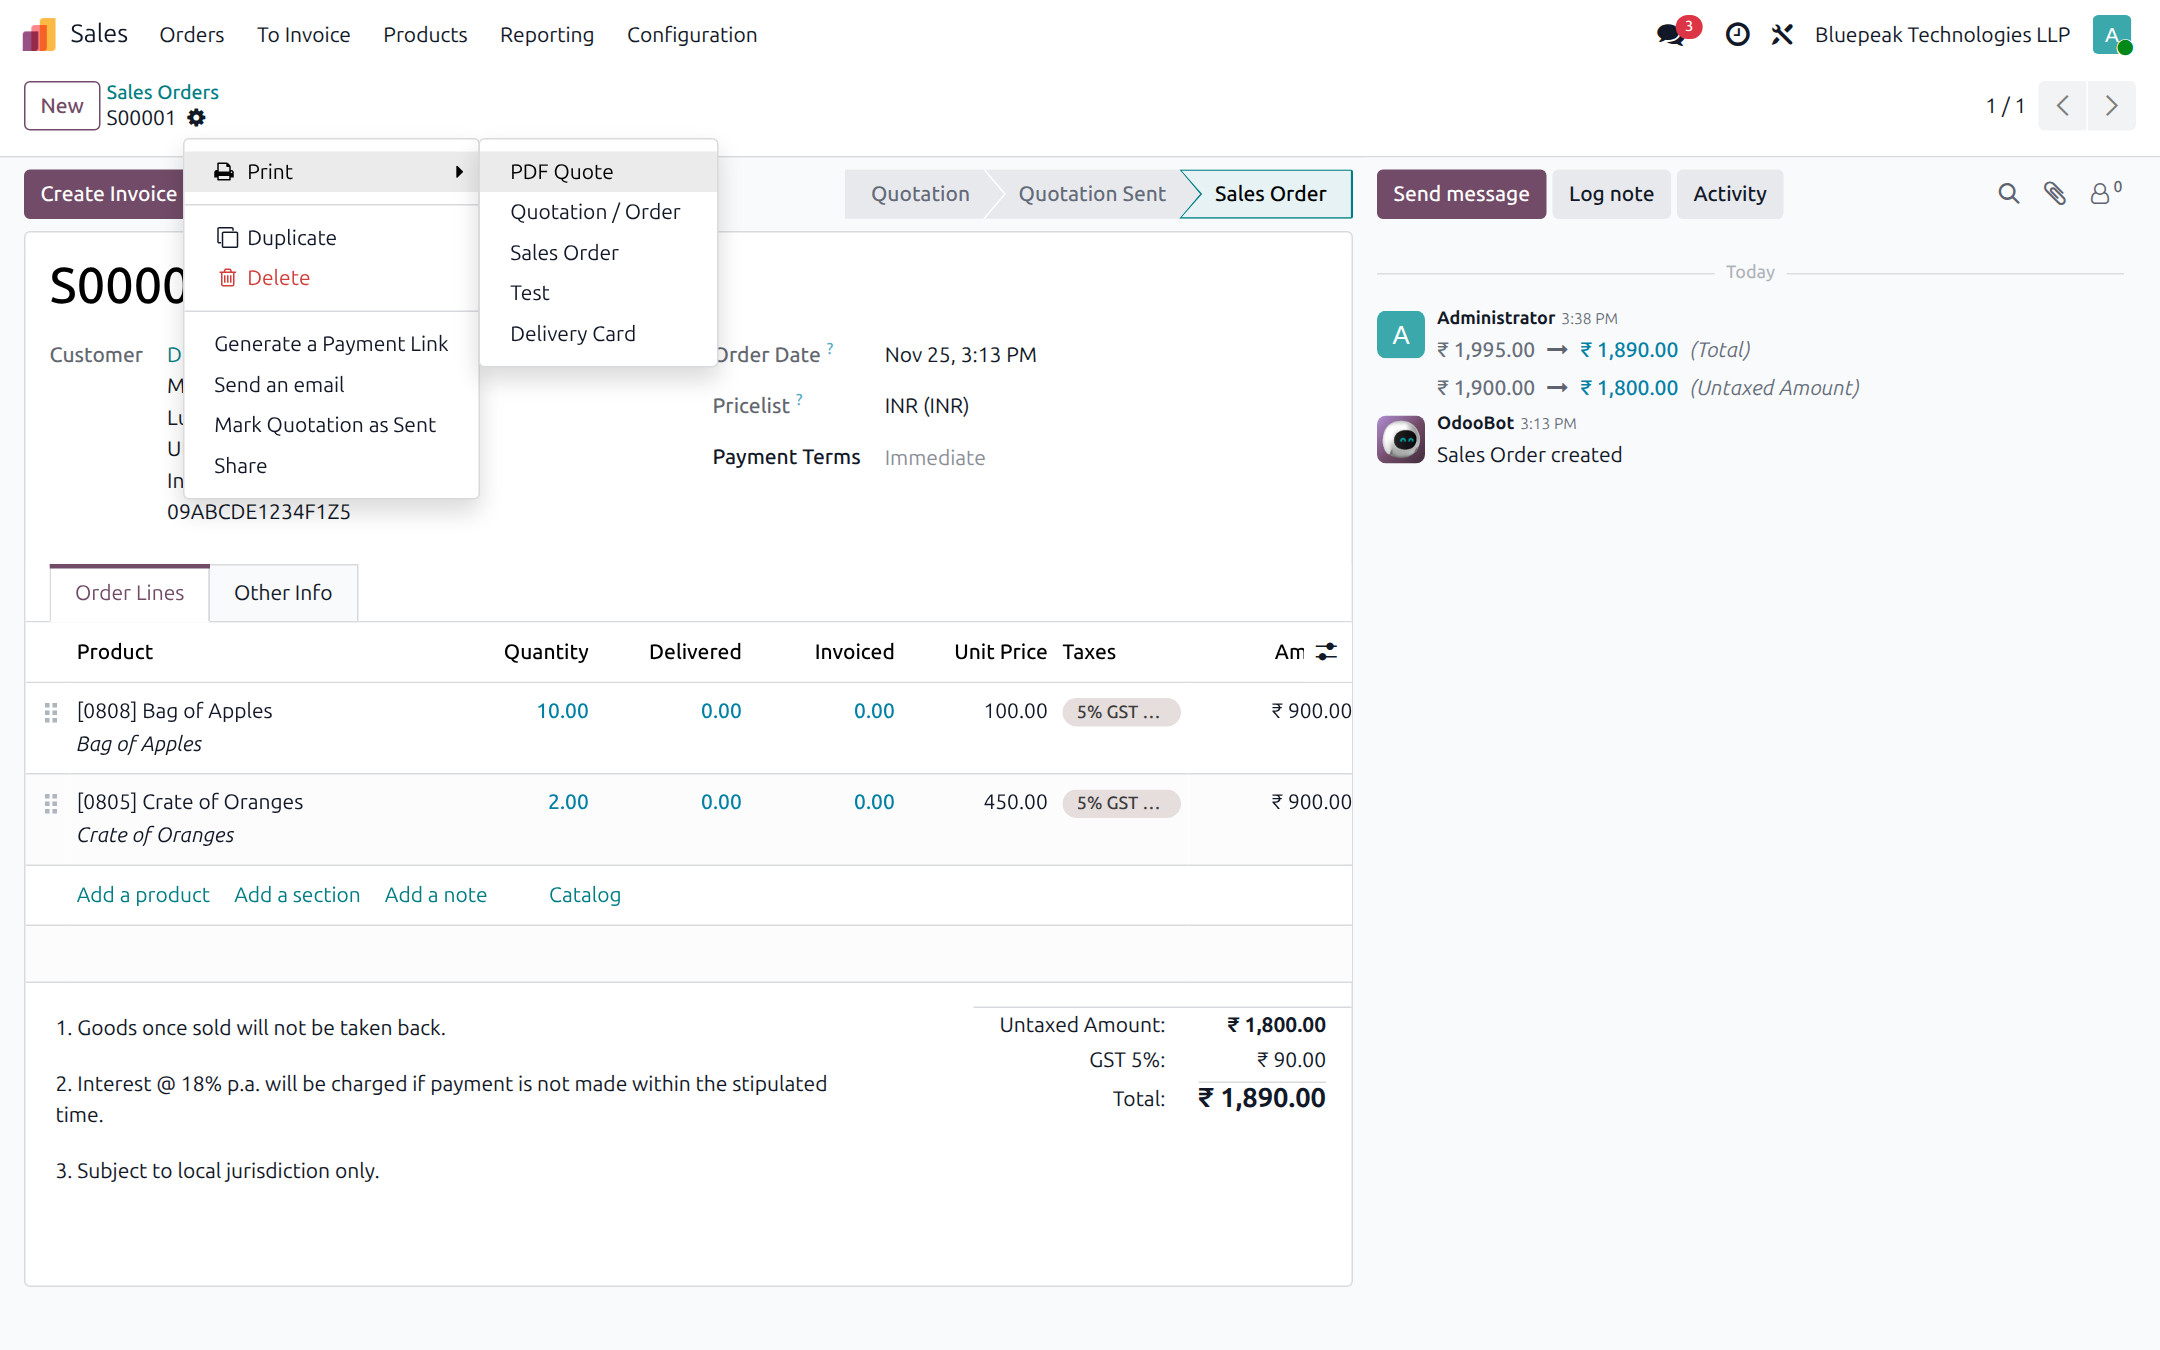 Sales Orders To Invoice Products Reporting Configuration 3 Bluepeak Technologies LLP A
New Sales Orders
S00001
1 / 1
Create Invoice
Print
Duplicate
Delete
Generate a Payment Link
Send an email
Mark Quotation as Sent
Share
PDF Quote
Quotation / Order
Sales Order
Test
Delivery Card
Quotation Quotation Sent Sales Order
Send message Log note Activity 0
S0000
Customer D
M
Lu
U
In
09ABCDE1234F1Z5
Order Date ? Nov 25, 3:13 PM
Pricelist ? INR (INR)
Payment Terms Immediate
Today
A
Administrator 3:38 PM
₹ 1,995.00 → ₹ 1,890.00 (Total)
₹ 1,900.00 → ₹ 1,800.00 (Untaxed Amount)
OdooBot 3:13 PM
Sales Order created
Order Lines Other Info
Product Quantity Delivered Invoiced Unit Price Taxes Am
[0808] Bag of Apples 10.00 0.00 0.00 100.00 5% GST ... ₹ 900.00
Bag of Apples
[0805] Crate of Oranges 2.00 0.00 0.00 450.00 5% GST ... ₹ 900.00
Crate of Oranges
Add a product Add a section Add a note Catalog
1. Goods once sold will not be taken back.
2. Interest @ 18% p.a. will be charged if payment is not made within the stipulated
time.
3. Subject to local jurisdiction only.
Untaxed Amount: ₹ 1,800.00
GST 5%: ₹ 90.00
Total: ₹ 1,890.00